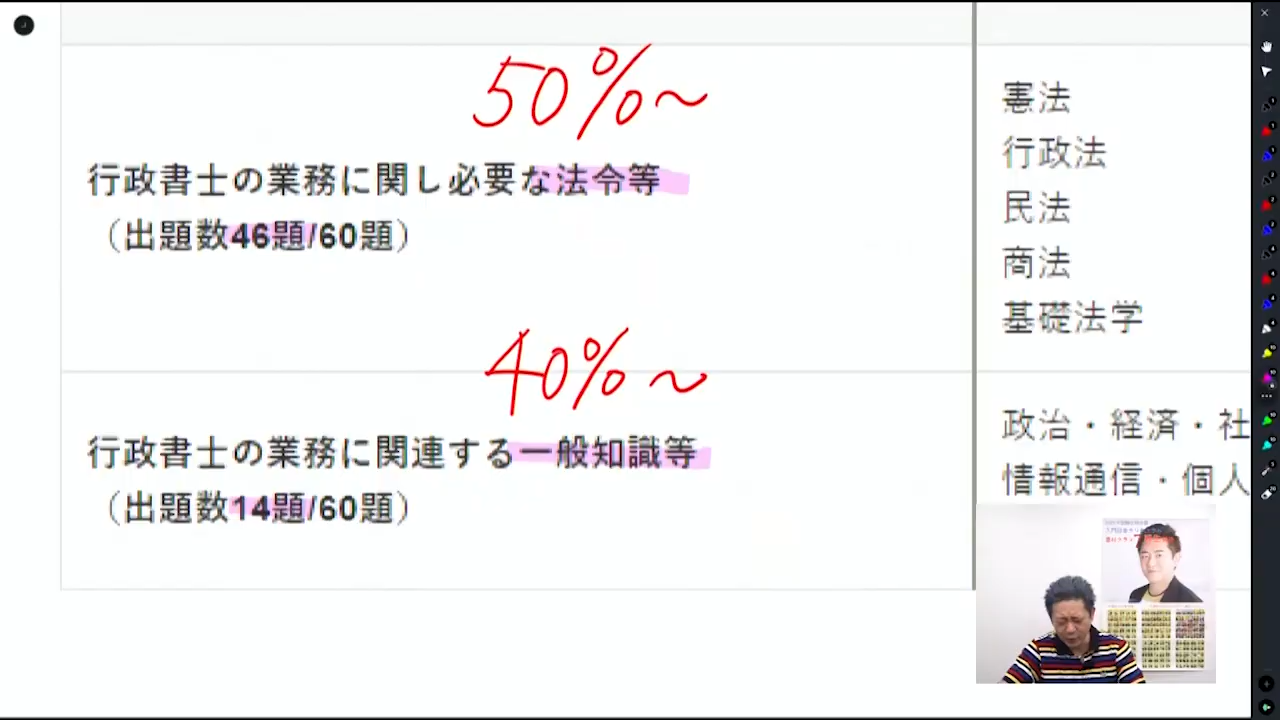 50%~
行政書士の業務に関し必要な法令等
（出題数46題/60題）
憲法
行政法
民法
商法
基礎法学
40%~
行政書士の業務に関連する一般知識等
（出題数14題/60題）
政治・経済・社
情報通信・個人